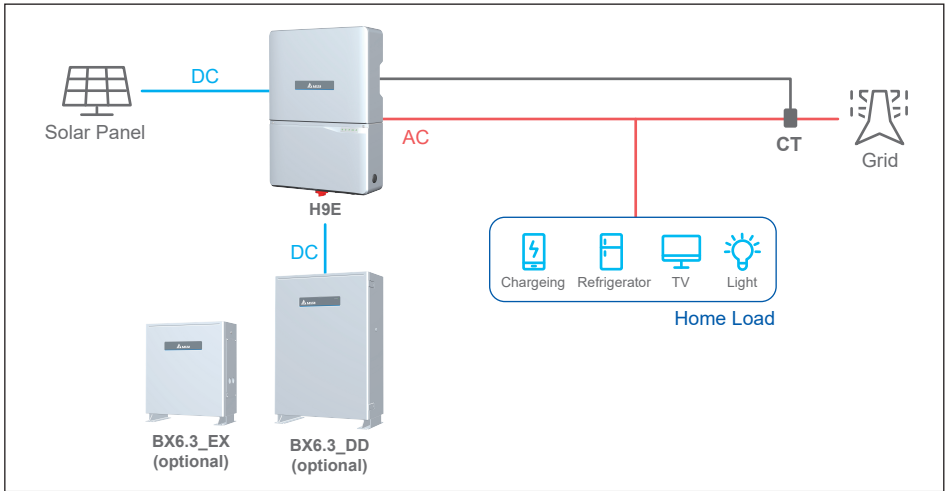 DC
Solar Panel
AC
CT
Grid
H9E
DC
Chargeing
Refrigerator
TV
Light
Home Load
BX6.3_EX
(optional)
BX6.3_DD
(optional)